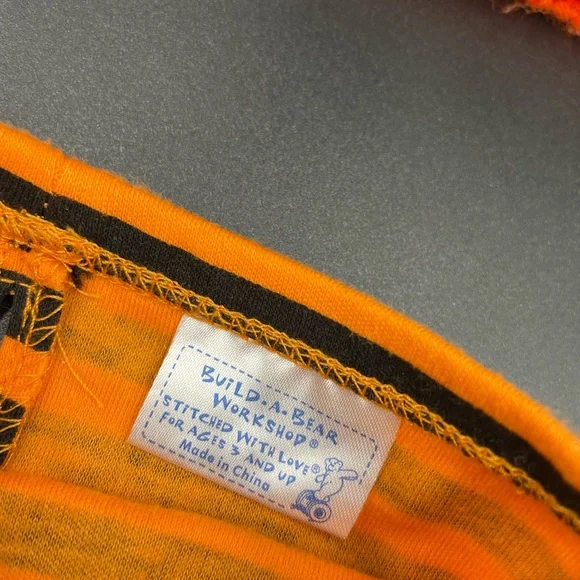 BUILD-A-BEAR
WORKSHOP®
STITCHED WITH LOVE®
FOR AGES 3 AND UP
Made in China